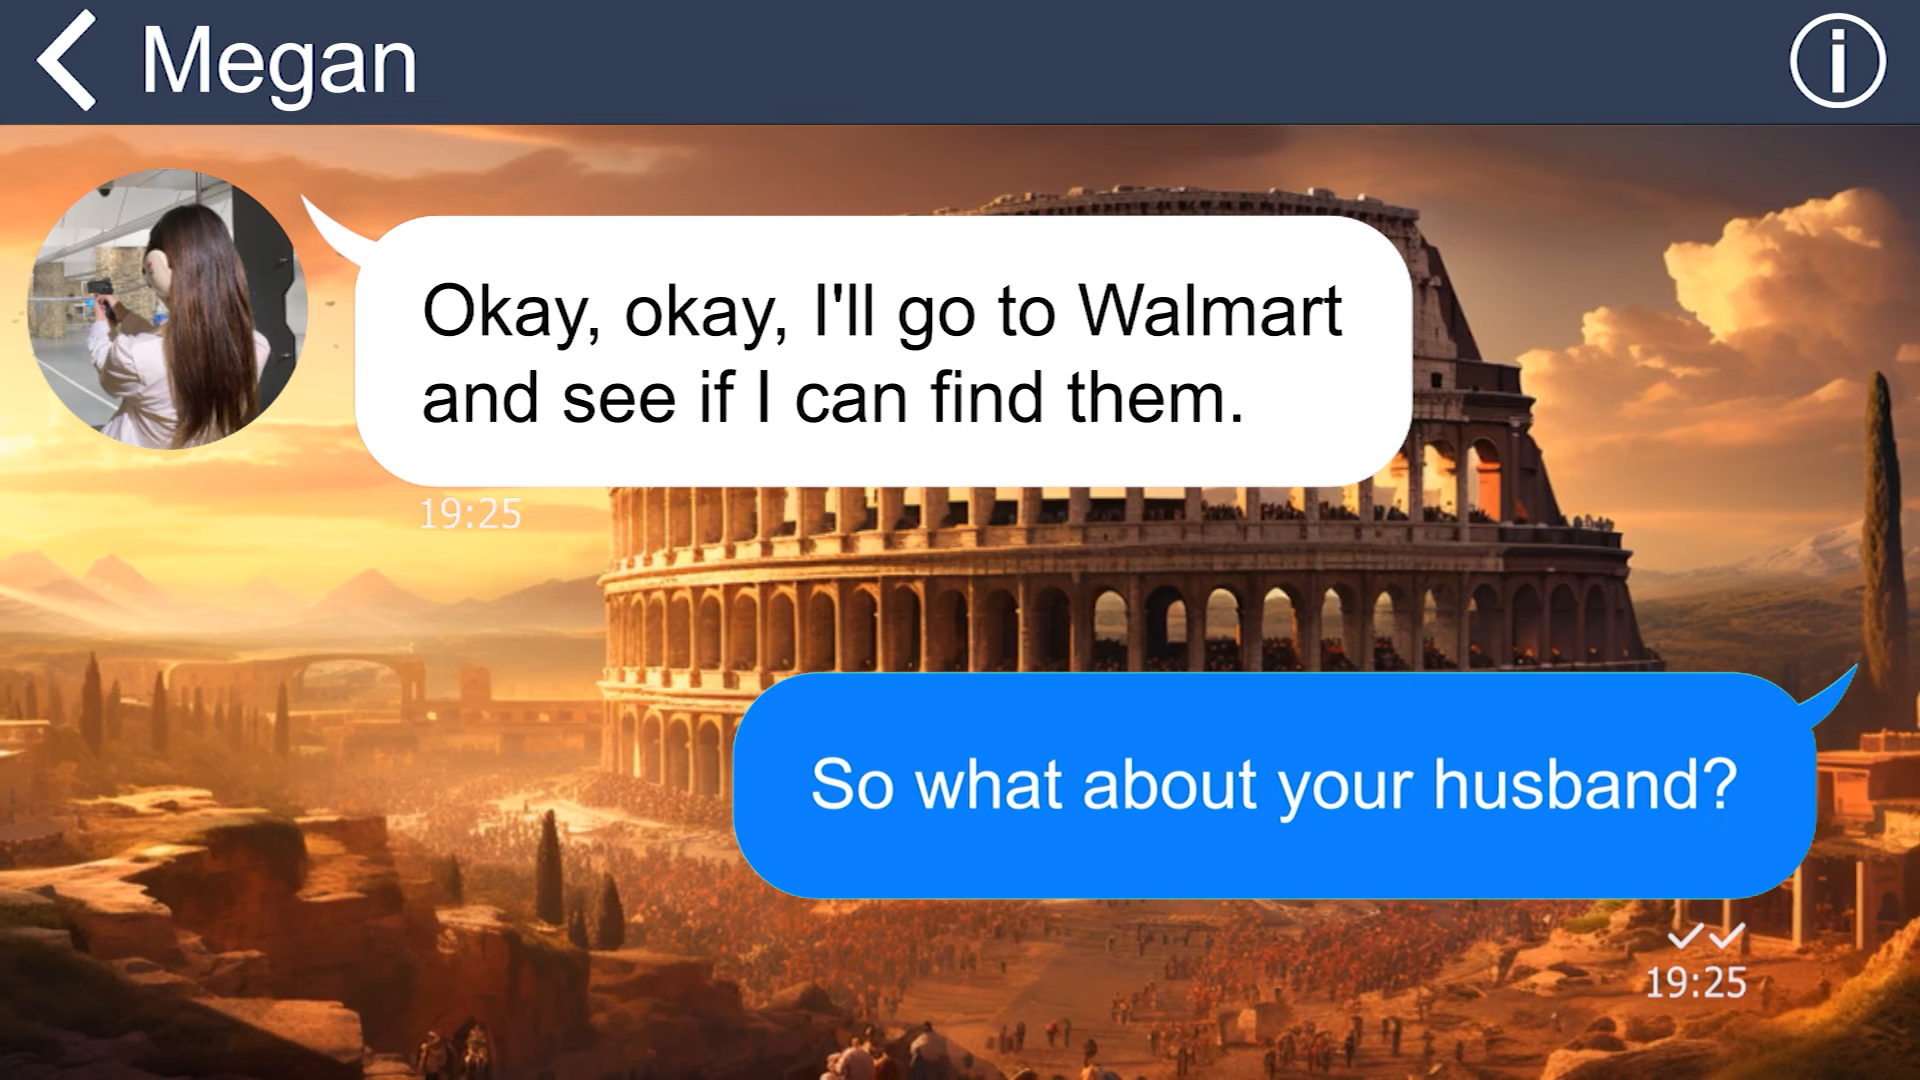 Megan
Okay, okay, I'll go to Walmart
and see if I can find them.
19:25
So what about your husband?
19:25